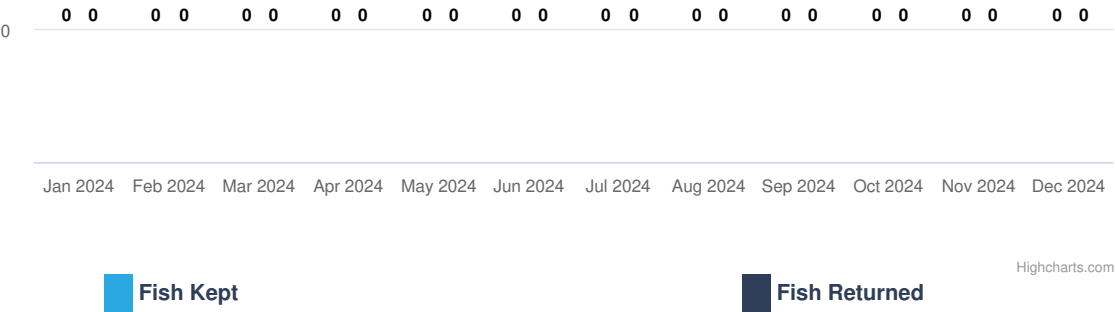 0 0 0 0 0 0 0 0 0 0 0 0 0 0 0 0 0 0 0 0 0 0 0 0
0
Jan 2024 Feb 2024 Mar 2024 Apr 2024 May 2024 Jun 2024 Jul 2024 Aug 2024 Sep 2024 Oct 2024 Nov 2024 Dec 2024
Highcharts.com
Fish Kept Fish Returned